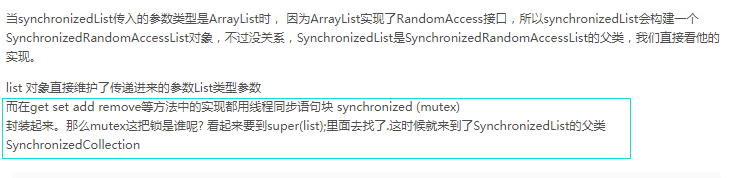 当synchronizedList传入的参数类型是ArrayList时， 因为ArrayList实现了RandomAccess接口，所以synchronizedList会构建一个
SynchronizedRandomAccessList对象，不过没关系，SynchronizedList是SynchronizedRandomAccessList的父类，我们直接看他的
实现。
list 对象直接维护了传递进来的参数List类型参数
而在get set add remove等方法中的实现都用线程同步语句块 synchronized (mutex)
封装起来。那么mutex这把锁是谁呢? 看起来要到super(list);里面去找了.这时候就来到了SynchronizedList的父类
SynchronizedCollection